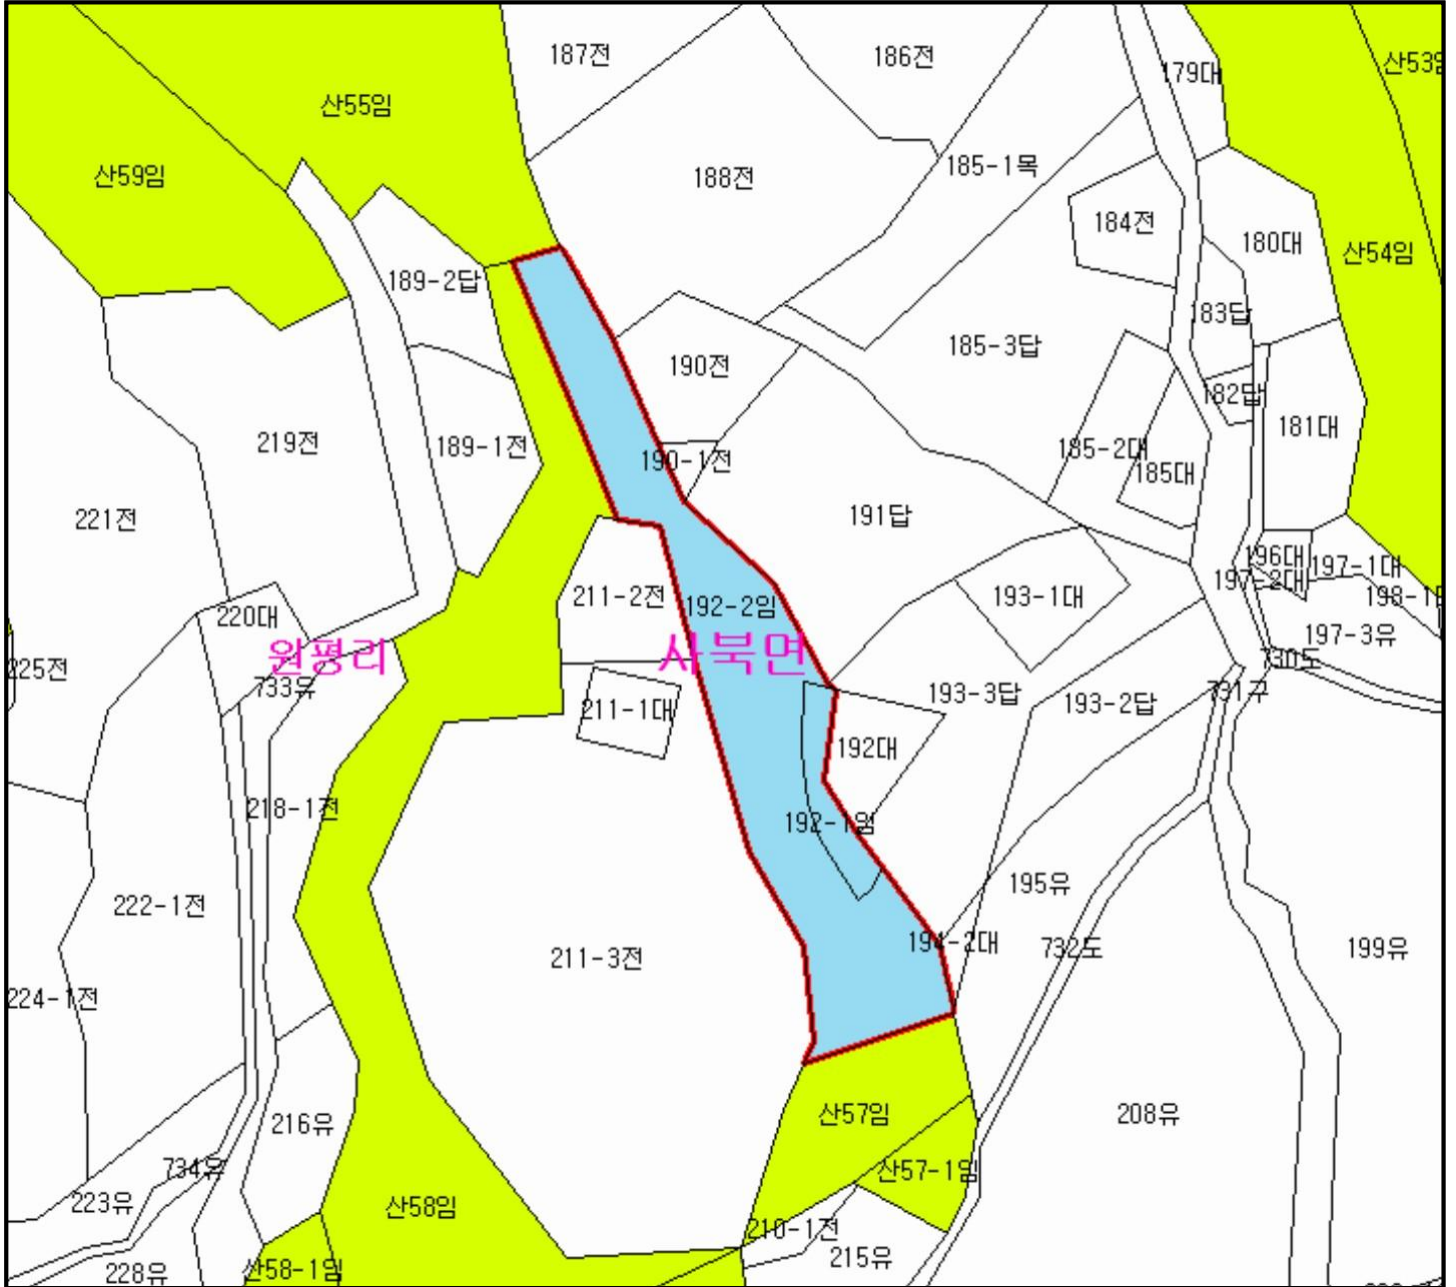 187전
186전
179대
산55임
산59임
188전
185-1목
184전
180대
산54임
189-2답
183답
185-3답
190전
182답
181대
219전
189-1전
190-1전
185-2대
185대
221전
191답
196대
197-1대
197-2대
211-2전
192-2임
193-1대
220대
197-3유
원평리
사북면
730도
225전
733유
193-3답
193-2답
731구
211-1대
192대
218-1전
192-1임
195유
222-1전
194-2대
732도
199유
211-3전
224-1전
216유
산57임
208유
734유
산57-1임
223유
산58임
210-1전
215유
228유
산58-1임